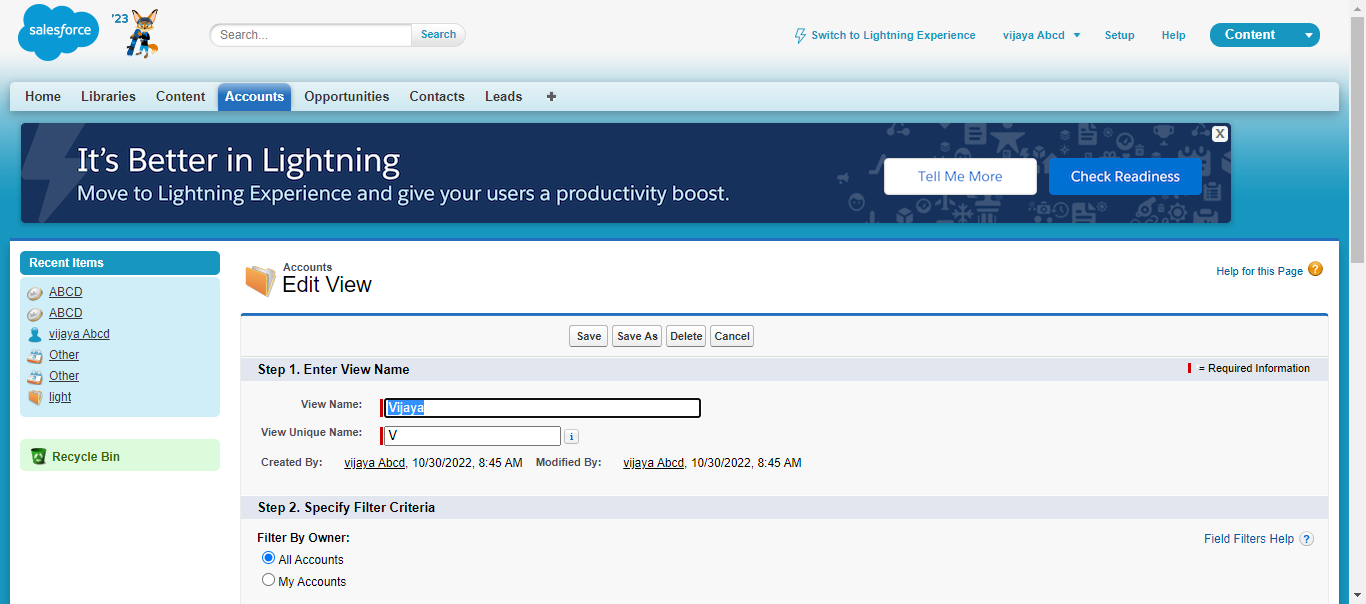 salesforce '23 Search... Search Switch to Lightning Experience vijaya Abcd Setup Help Content
Home Libraries Content Accounts Opportunities Contacts Leads +
It's Better in Lightning
Move to Lightning Experience and give your users a productivity boost.
Tell Me More Check Readiness X
Recent Items
ABCD
ABCD
vijaya Abcd
Other
Other
light
Recycle Bin
Accounts
Edit View
Help for this Page ?
Save Save As Delete Cancel
Step 1. Enter View Name = Required Information
View Name: Vijaya
View Unique Name: V i
Created By: vijaya Abcd, 10/30/2022, 8:45 AM Modified By: vijaya Abcd, 10/30/2022, 8:45 AM
Step 2. Specify Filter Criteria
Filter By Owner: Field Filters Help ?
All Accounts
My Accounts